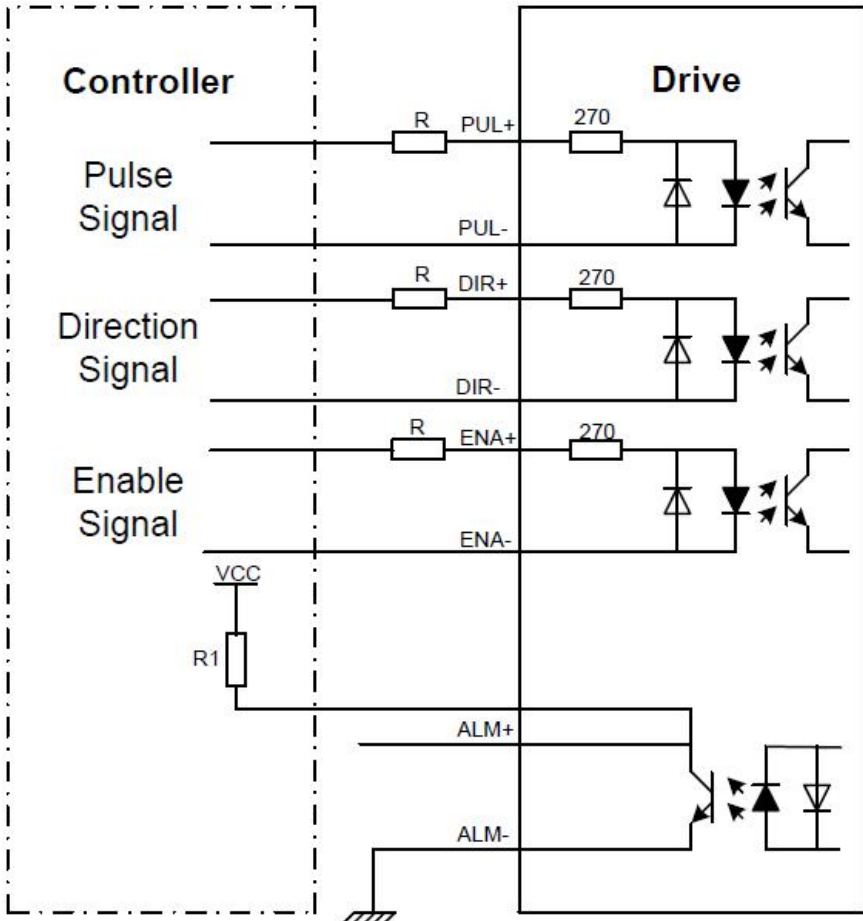 Controller
Drive
R
PUL+
270
Pulse
Signal
PUL-
R
DIR+
270
Direction
Signal
DIR-
R
ENA+
270
Enable
Signal
ENA-
VCC
R1
ALM+
ALM-